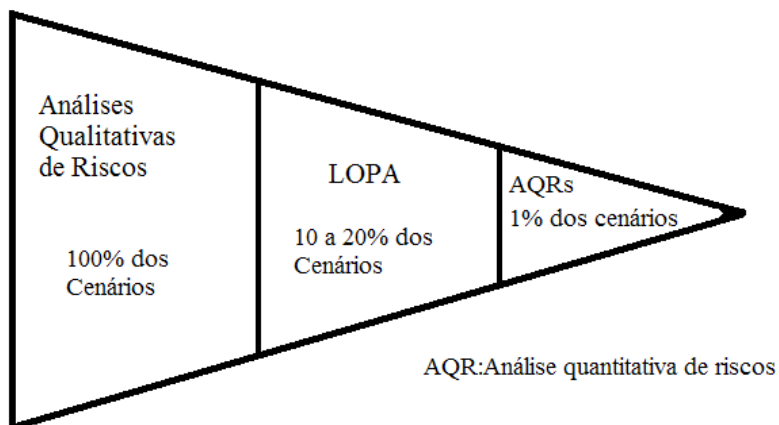 Análises
Qualitativas
de Riscos
100% dos
Cenários
LOPA
10 a 20% dos
Cenários
AQRs
1% dos cenários
AQR:Análise quantitativa de riscos